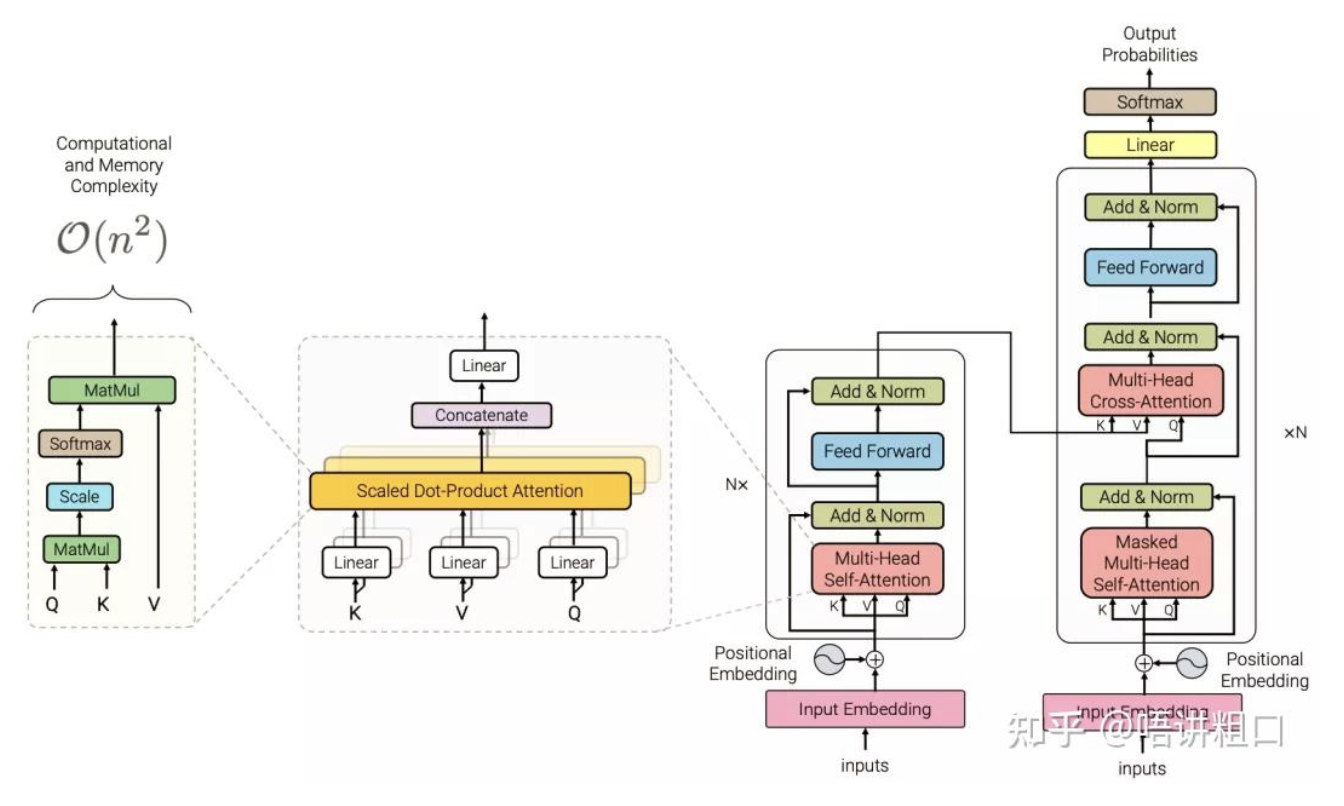 Computational
and Memory
Complexity
O(n²)
MatMul
Softmax
Scale
MatMul
Q
K
V
Linear
Concatenate
Scaled Dot-Product Attention
Linear
Linear
Linear
K
V
Q
Nx
Add & Norm
Feed Forward
Add & Norm
Multi-Head
Self-Attention
K
V
Q
Positional
Embedding
Input Embedding
inputs
Output
Probabilities
Softmax
Linear
Add & Norm
Feed Forward
Add & Norm
Multi-Head
Cross-Attention
K
V
Q
×N
Add & Norm
Masked
Multi-Head
Self-Attention
K
V
Q
Positional
Embedding
Input Embedding
inputs
知乎 @唔讲粗口